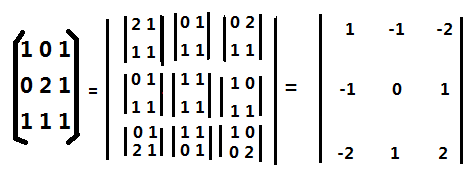 1 0 1
0 2 1
1 1 1
=
|2 1| |0 1| |0 2|
|1 1| |1 1| |1 1|
|0 1| |1 1| |1 0|
|1 1| |1 1| |1 1|
|0 1| |1 1| |1 0|
|2 1| |0 1| |0 2|
=
1 -1 -2
-1 0 1
-2 1 2